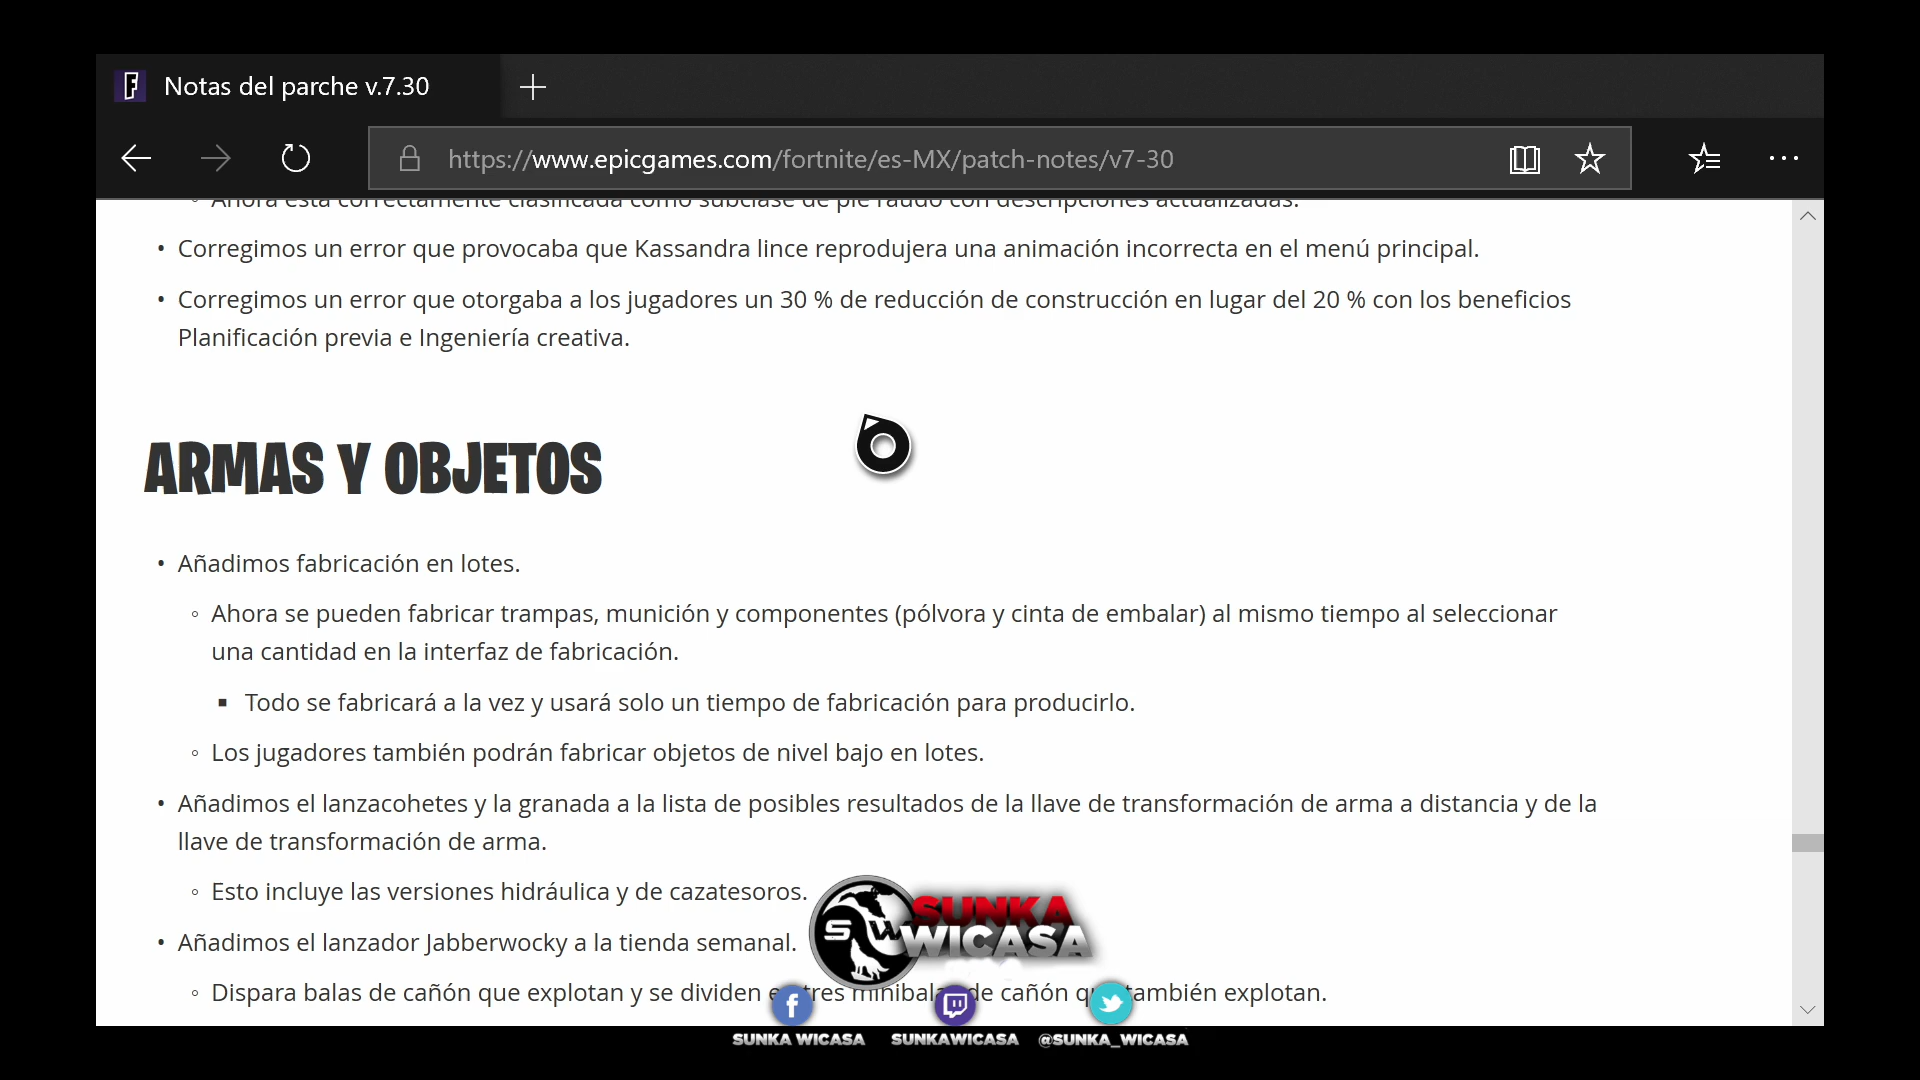 Notas del parche v.7.30
https://www.epicgames.com/fortnite/es-MX/patch-notes/v7-30
Ahora está correctamente clasificada como subclase de pie raudo con descripciones actualizadas.
• Corregimos un error que provocaba que Kassandra lince reprodujera una animación incorrecta en el menú principal.
• Corregimos un error que otorgaba a los jugadores un 30 % de reducción de construcción en lugar del 20 % con los beneficios
Planificación previa e Ingeniería creativa.
ARMAS Y OBJETOS
• Añadimos fabricación en lotes.
◦ Ahora se pueden fabricar trampas, munición y componentes (pólvora y cinta de embalar) al mismo tiempo al seleccionar
una cantidad en la interfaz de fabricación.
▪ Todo se fabricará a la vez y usará solo un tiempo de fabricación para producirlo.
◦ Los jugadores también podrán fabricar objetos de nivel bajo en lotes.
• Añadimos el lanzacohetes y la granada a la lista de posibles resultados de la llave de transformación de arma a distancia y de la
llave de transformación de arma.
◦ Esto incluye las versiones hidráulica y de cazatesoros.
• Añadimos el lanzador Jabberwocky a la tienda semanal.
SW SUNKA
WICASA
◦ Dispara balas de cañón que explotan y se dividen en tres minibalas de cañón que también explotan.
SUNKA WICASA SUNKAWICASA @SUNKA_WICASA